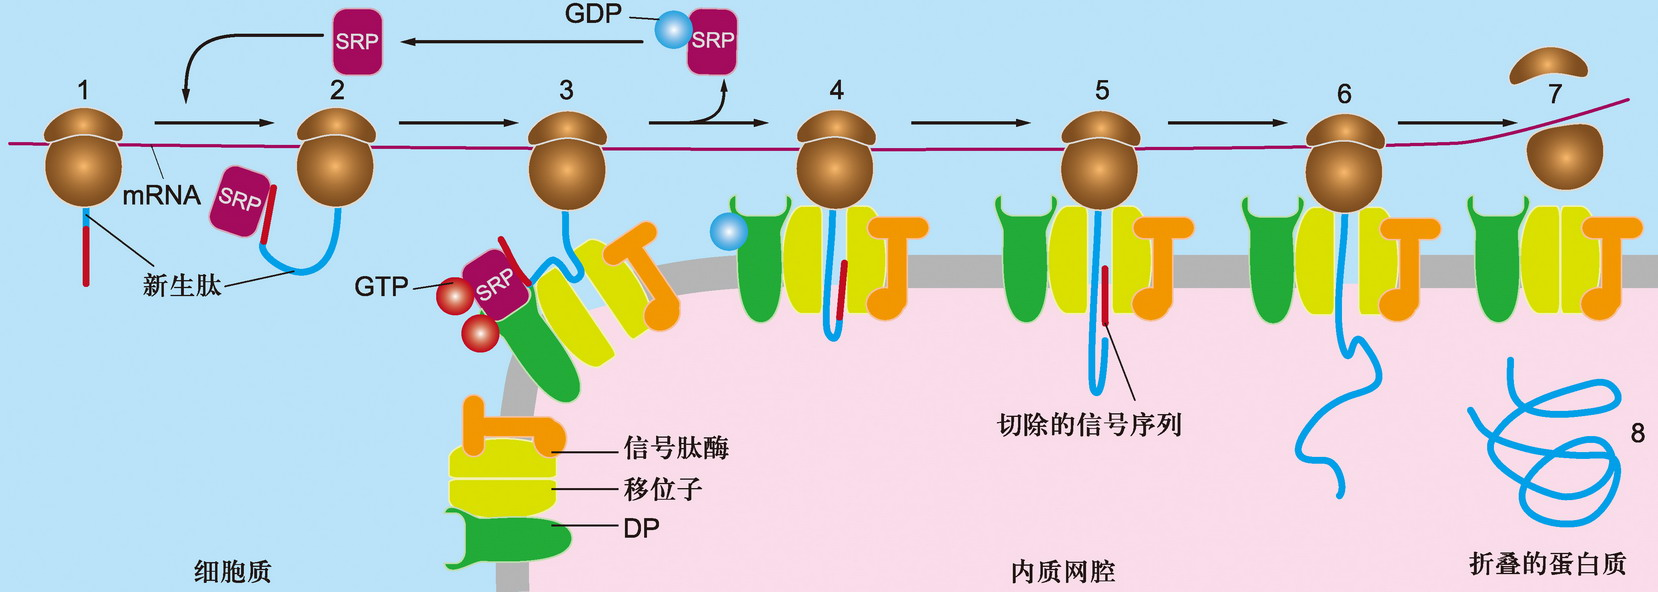 GDP
SRP
SRP
1
2
3
4
5
6
7
mRNA
SRP
新生肽
GTP
SRP
切除的信号序列
8
信号肽酶
移位子
DP
细胞质
内质网腔
折叠的蛋白质